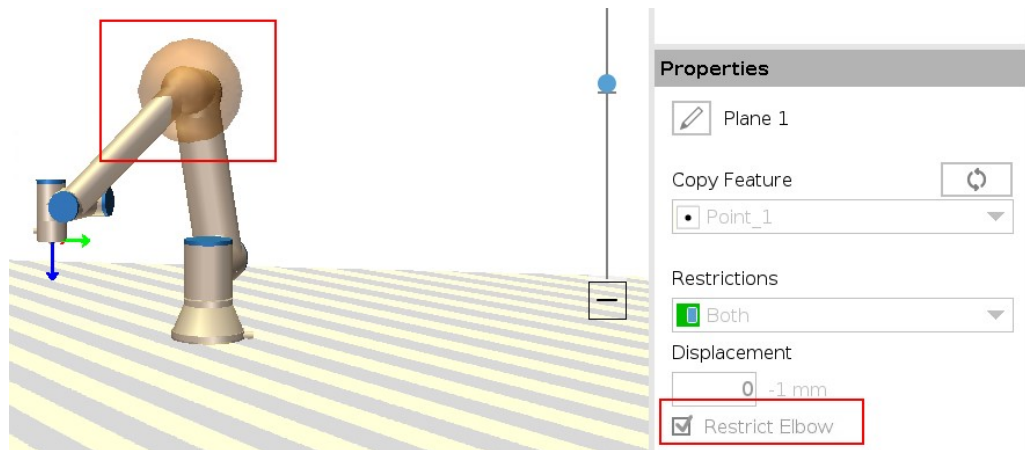 Properties
Plane 1
Copy Feature
Point_1
Restrictions
Both
Displacement
0 -1 mm
Restrict Elbow